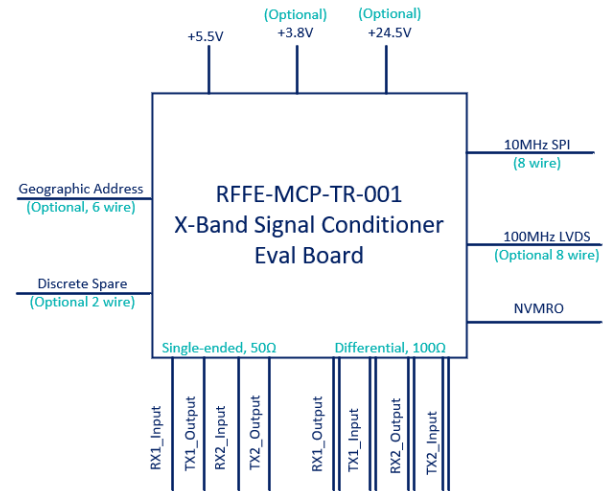 (Optional)
(Optional)
+5.5V
+3.8V
+24.5V
RFFE-MCP-TR-001
X-Band Signal Conditioner
Eval Board
Geographic Address
(Optional, 6 wire)
Discrete Spare
(Optional 2 wire)
10MHz SPI
(8 wire)
100MHz LVDS
(Optional 8 wire)
NVMRO
Single-ended, 50Ω
Differential, 100Ω
RX1_Input
TX1_Output
RX2_Input
TX2_Output
RX1_Output
TX1_Input
RX2_Output
TX2_Input